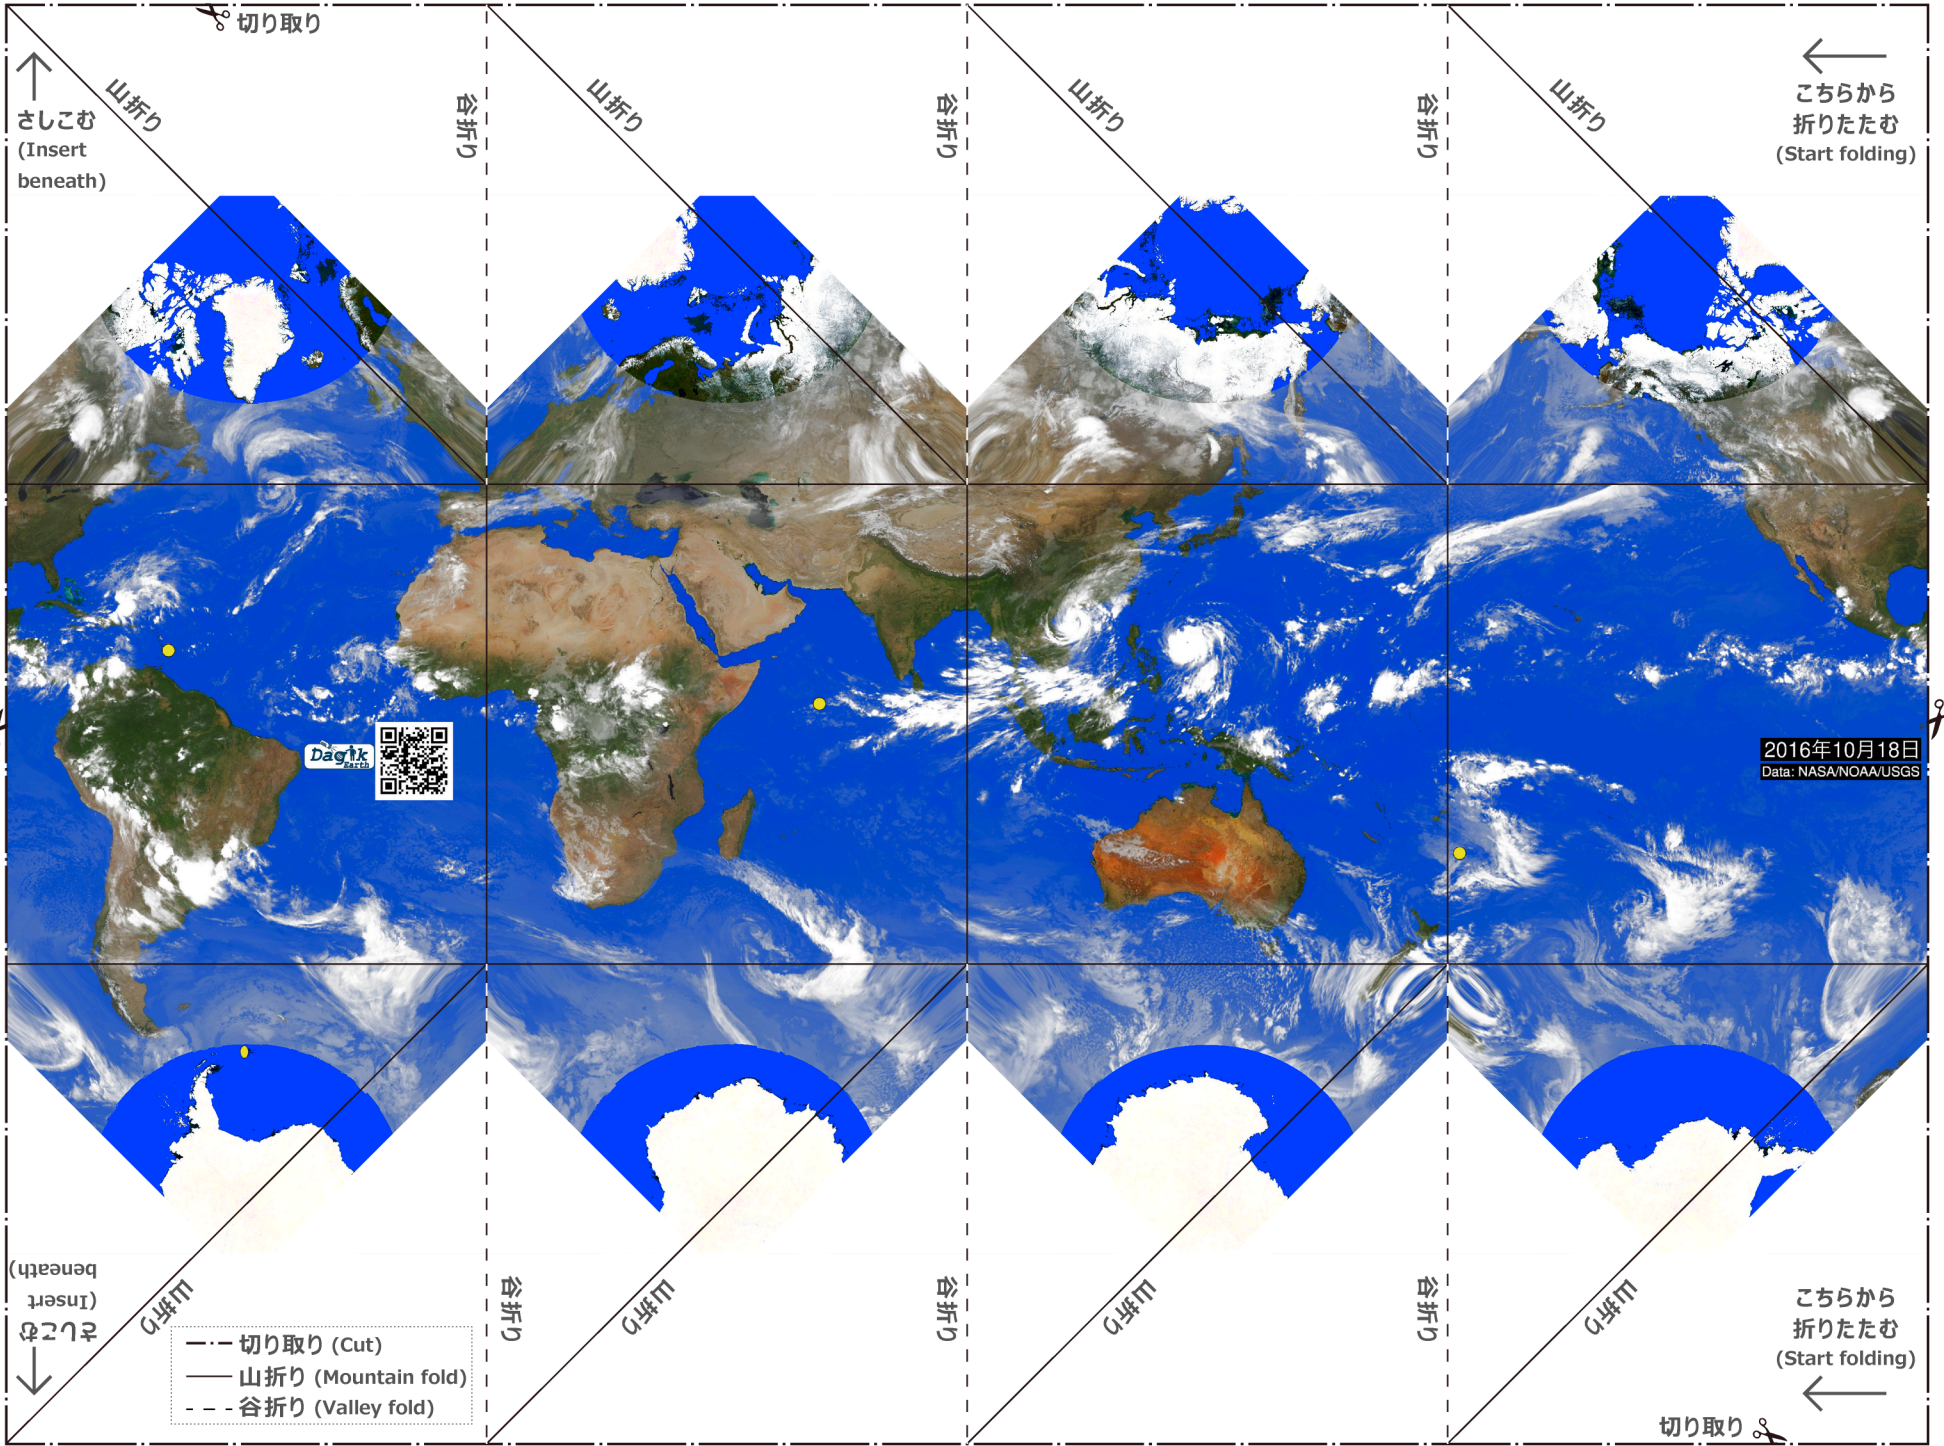 切り取り
山折り
谷折り
山折り
谷折り
山折り
谷折り
山折り
さしこむ
(Insert
beneath)
こちらから
折りたたむ
(Start folding)
Dagik
Earth
2016年10月18日
Data: NASA/NOAA/USGS
さしこむ
(Insert
beneath)
山折り
谷折り
山折り
谷折り
山折り
谷折り
山折り
こちらから
折りたたむ
(Start folding)
切り取り (Cut)
山折り (Mountain fold)
谷折り (Valley fold)
切り取り